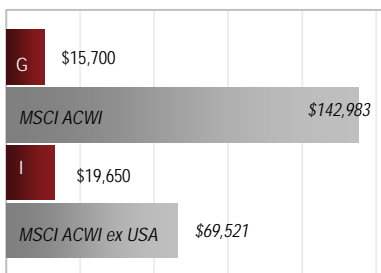 G $15,700
MSCI ACWI $142,983
I $19,650
MSCI ACWI ex USA $69,521